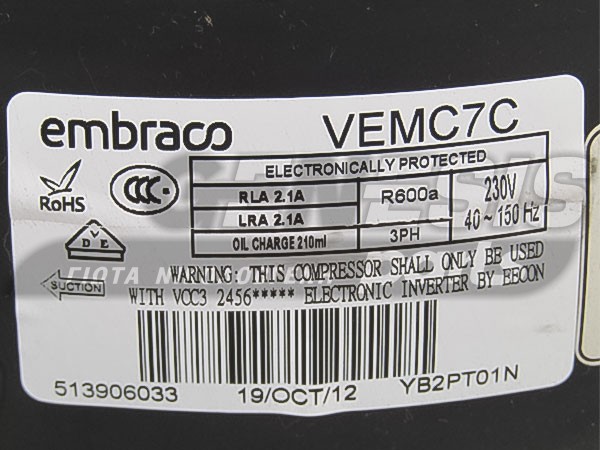 embraco VEMC7C
ELECTRONICALLY PROTECTED
RoHS CCC RLA 2.1A R600a 230V
LRA 2.1A 40~150 Hz
VDE OIL CHARGE 210ml 3PH
WARNING: THIS COMPRESSOR SHALL ONLY BE USED
SUCTION WITH VCC3 2456***** ELECTRONIC INVERTER BY EECON
513906033 19/OCT/12 YB2PT01N